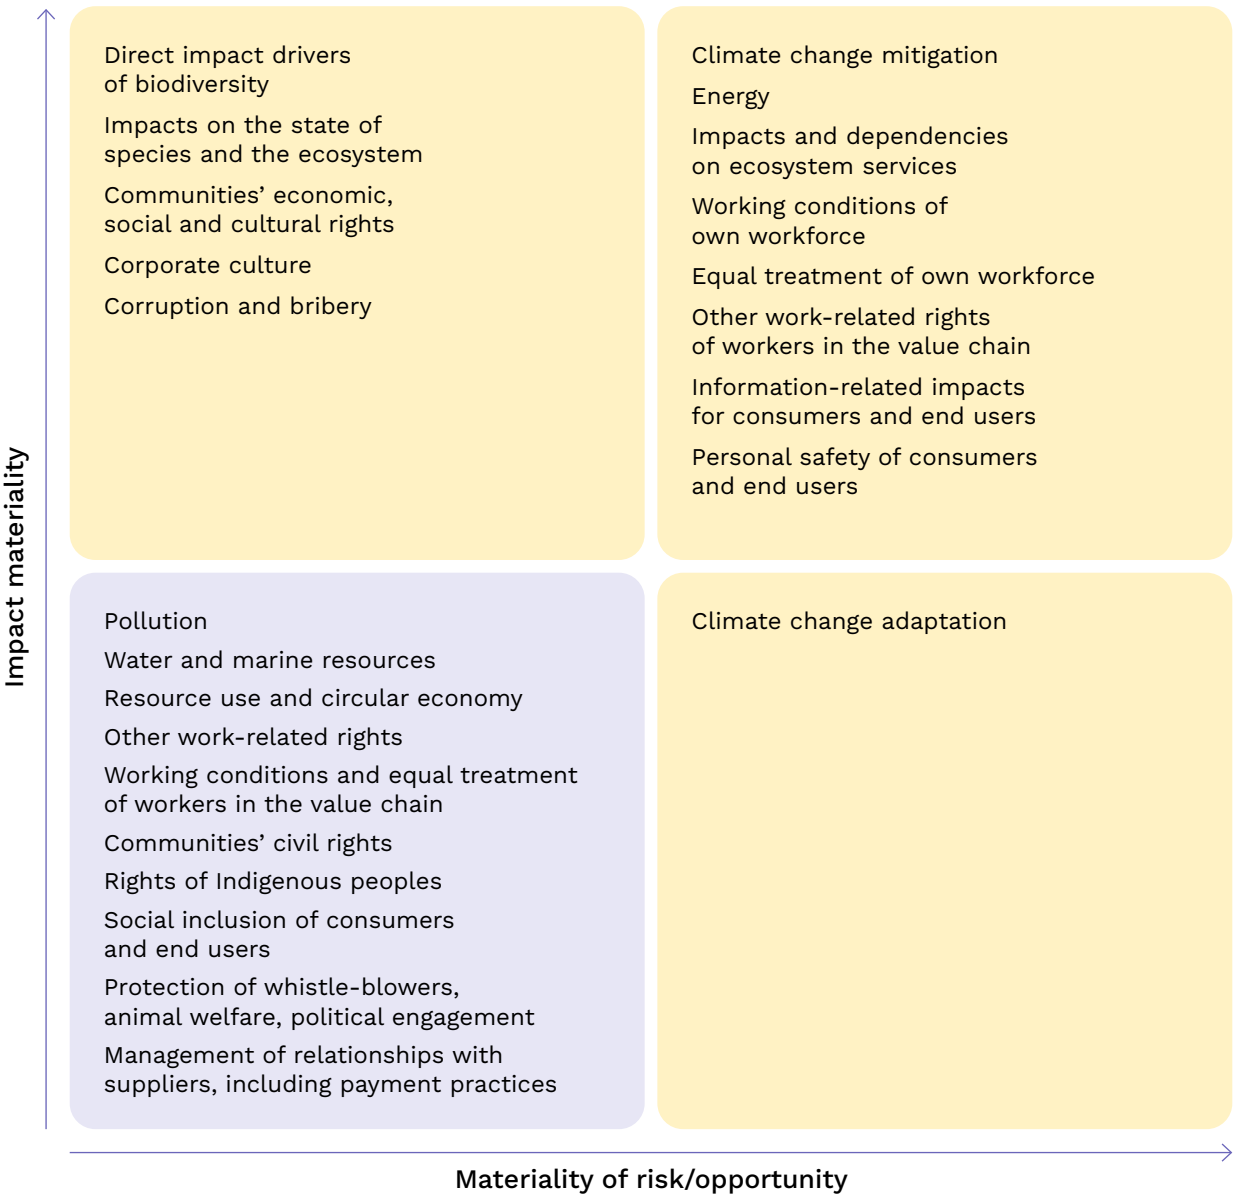 Direct impact drivers
of biodiversity
Impacts on the state of
species and the ecosystem
Communities’ economic,
social and cultural rights
Corporate culture
Corruption and bribery
Climate change mitigation
Energy
Impacts and dependencies
on ecosystem services
Working conditions of
own workforce
Equal treatment of own workforce
Other work-related rights
of workers in the value chain
Information-related impacts
for consumers and end users
Personal safety of consumers
and end users
Impact materiality
Pollution
Water and marine resources
Resource use and circular economy
Other work-related rights
Working conditions and equal treatment
of workers in the value chain
Communities’ civil rights
Rights of Indigenous peoples
Social inclusion of consumers
and end users
Protection of whistle-blowers,
animal welfare, political engagement
Management of relationships with
suppliers, including payment practices
Climate change adaptation
Materiality of risk/opportunity